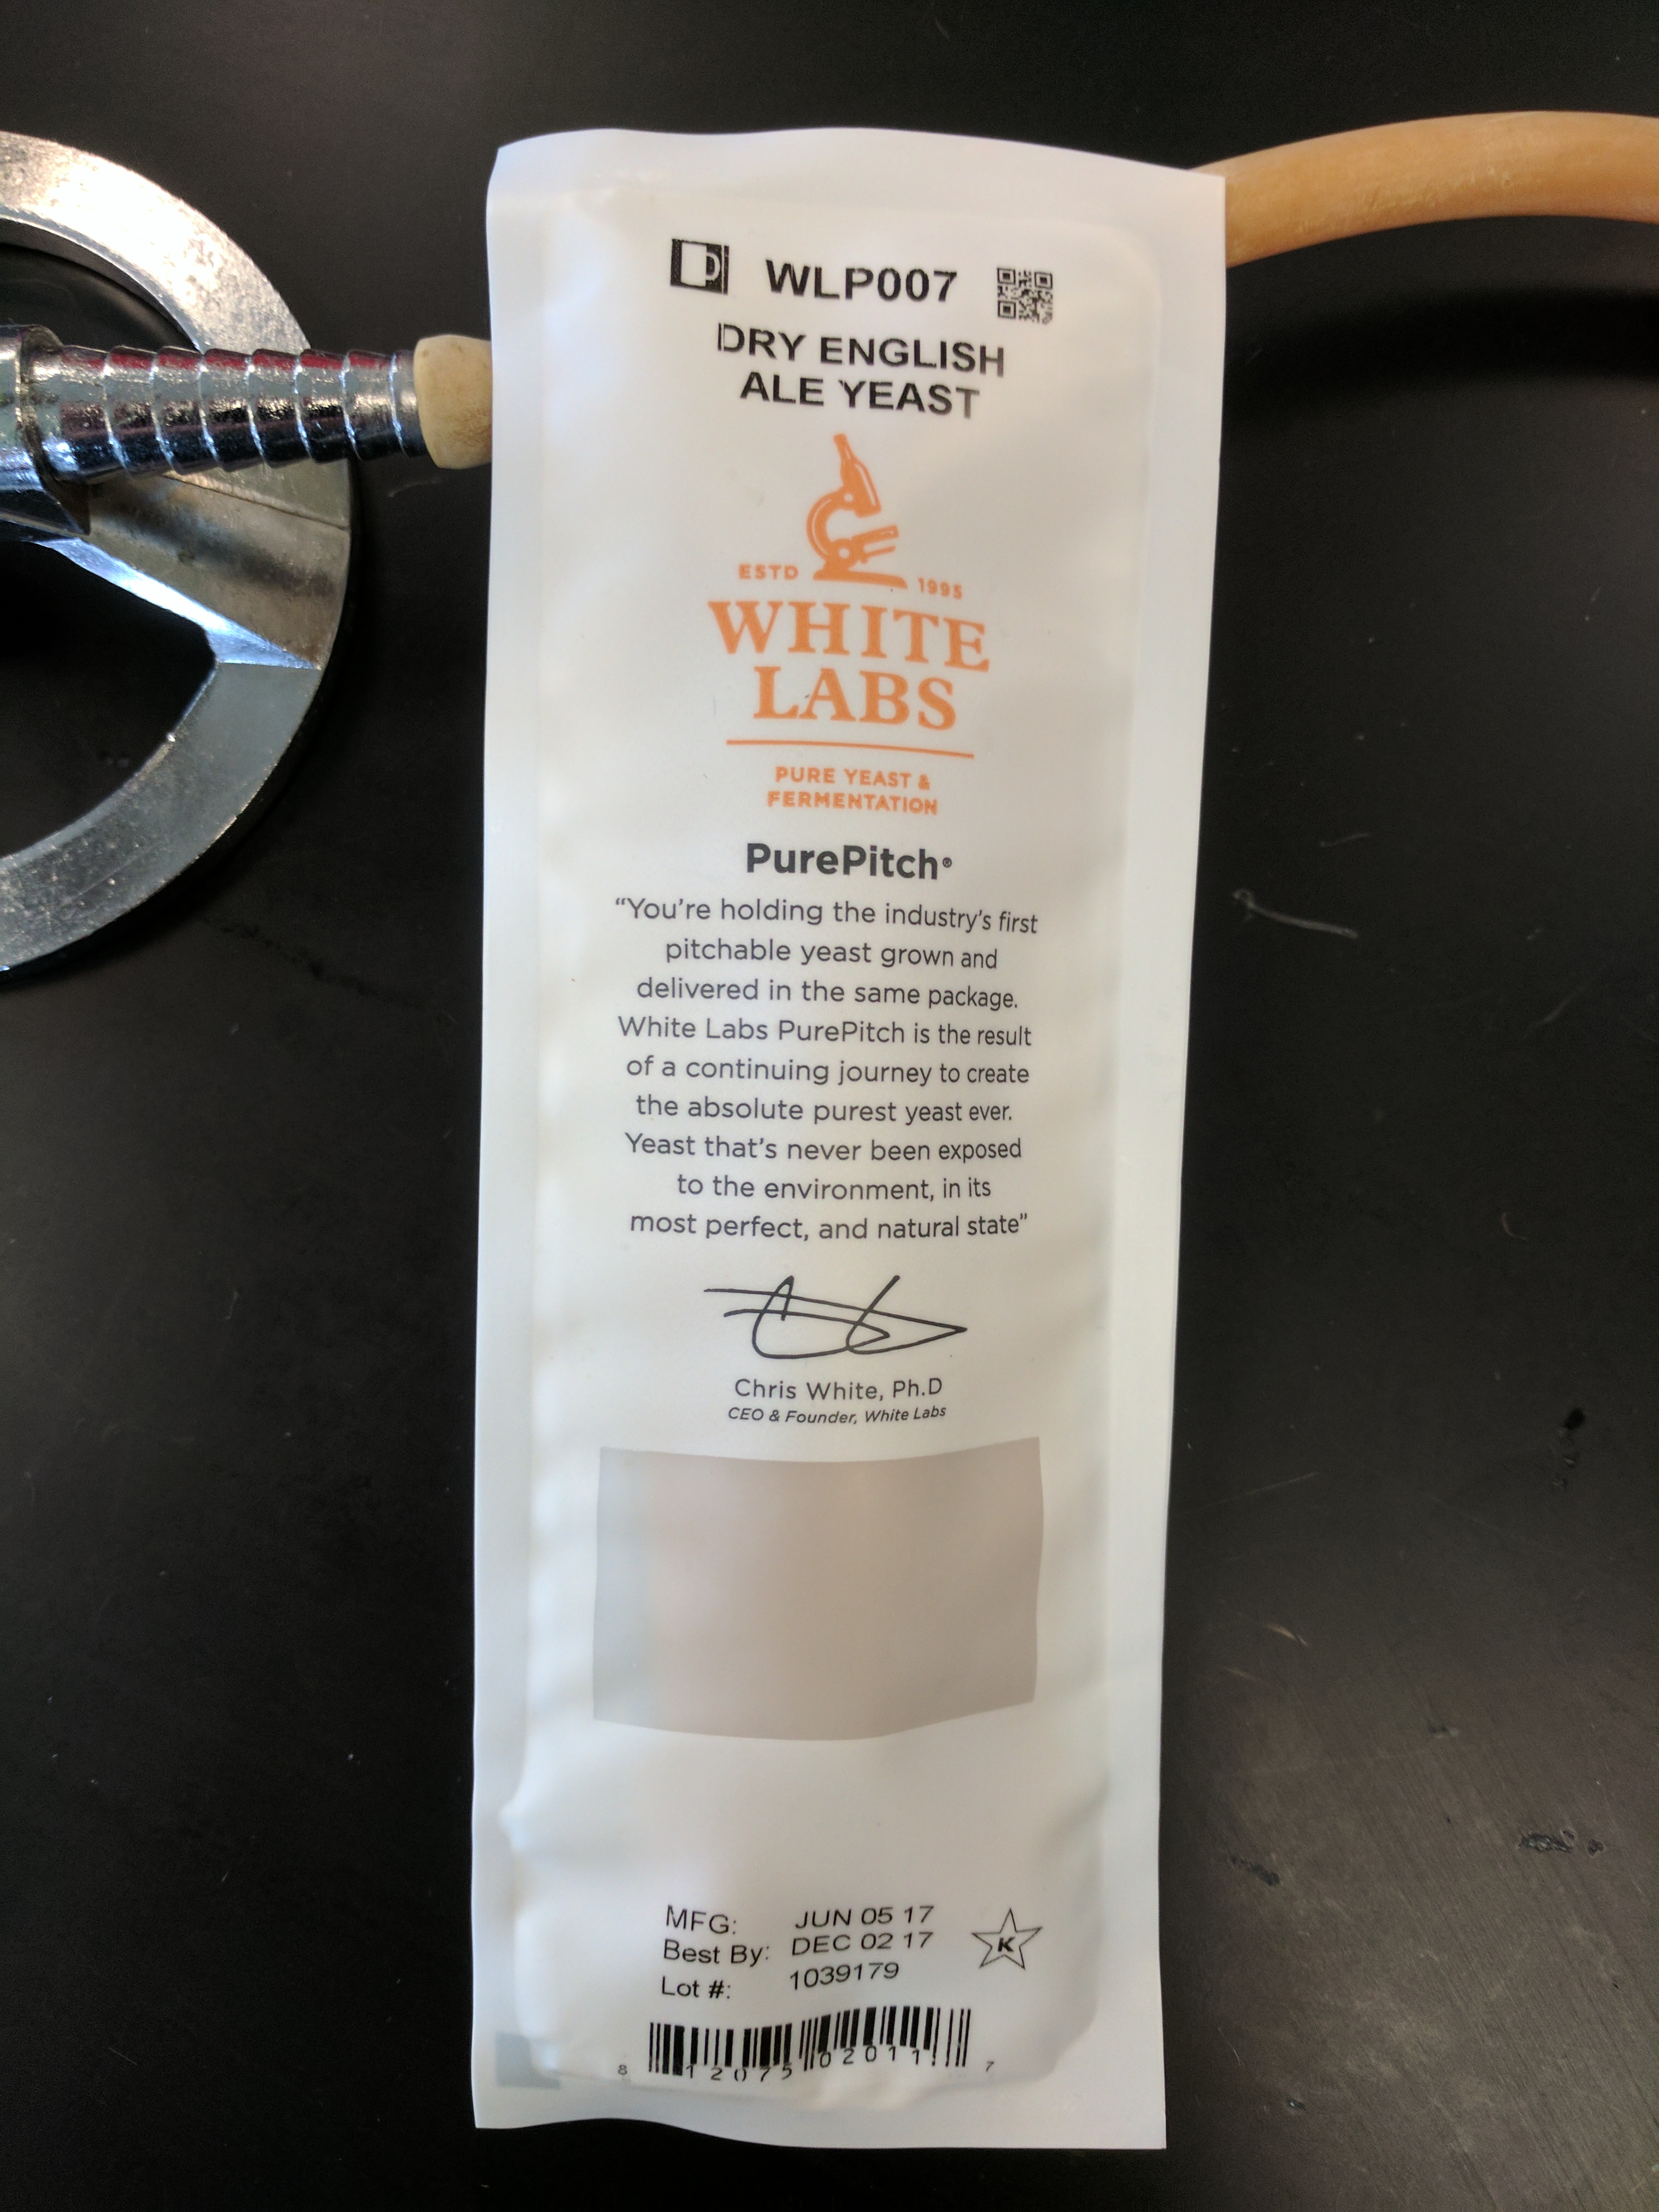 WLP007
DRY ENGLISH
ALE YEAST
ESTD 1995
WHITE
LABS
PURE YEAST &
FERMENTATION
PurePitch®
“You’re holding the industry’s first
pitchable yeast grown and
delivered in the same package.
White Labs PurePitch is the result
of a continuing journey to create
the absolute purest yeast ever.
Yeast that’s never been exposed
to the environment, in its
most perfect, and natural state”
Chris White, Ph.D
CEO & Founder, White Labs
MFG: JUN 05 17
Best By: DEC 02 17
K
Lot #: 1039179
8 12075 02011 7